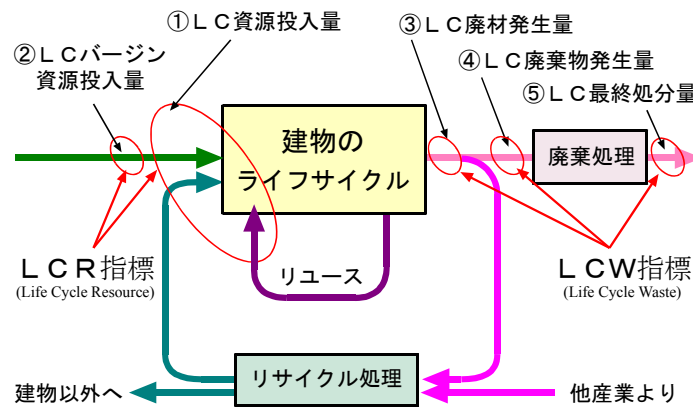 ①ＬＣ資源投入量
②ＬＣバージン
資源投入量
③ＬＣ廃材発生量
④ＬＣ廃棄物発生量
⑤ＬＣ最終処分量
建物の
ライフサイクル
廃棄処理
ＬＣＲ指標
(Life Cycle Resource)
リユース
ＬＣＷ指標
(Life Cycle Waste)
リサイクル処理
建物以外へ
他産業より